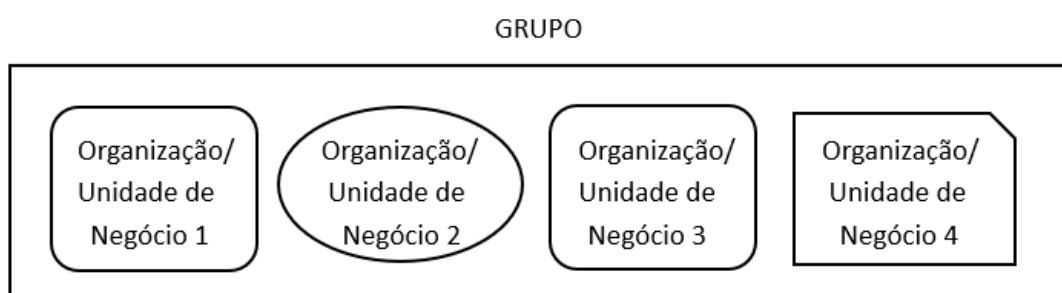 GRUPO
Organização/
Unidade de
Negócio 1
Organização/
Unidade de
Negócio 2
Organização/
Unidade de
Negócio 3
Organização/
Unidade de
Negócio 4